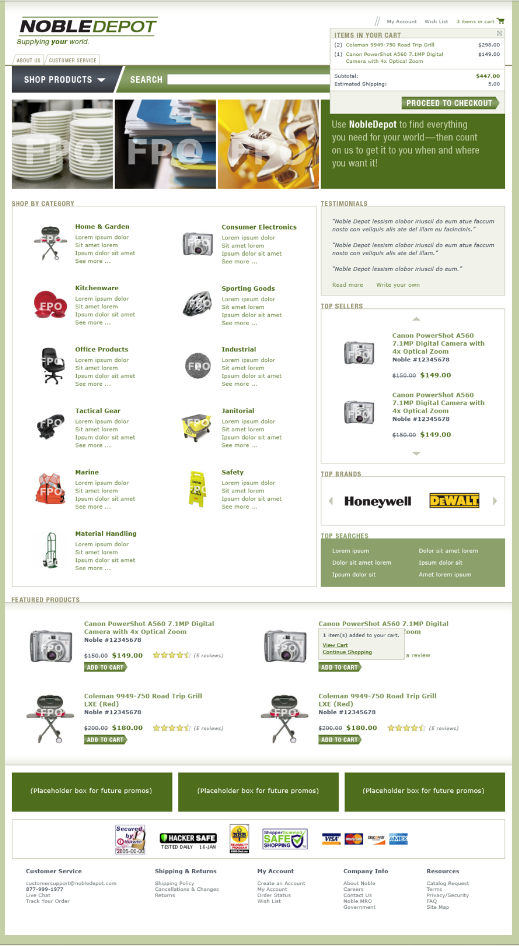 NOBLEDEPOT
Supplying your world.
My Account Wish List 3 items in cart
ABOUT US CUSTOMER SERVICE
SHOP PRODUCTS SEARCH
ITEMS IN YOUR CART
(2) Coleman 9949-750 Road Trip Grill $298.00
(1) Canon PowerShot A560 7.1MP Digital $149.00
Camera with 4x Optical Zoom
Subtotal: $447.00
Estimated Shipping: 5.00
PROCEED TO CHECKOUT
FPO FPO FPO
Use NobleDepot to find everything
you need for your world—then count
on us to get it to you when and where
you want it!
SHOP BY CATEGORY
Home & Garden
Lorem ipsum dolor
Sit amet lorem
Ipsum dolor sit amet
See more ...
Consumer Electronics
Lorem ipsum dolor
Sit amet lorem
Ipsum dolor sit amet
See more ...
Kitchenware
Lorem ipsum dolor
Sit amet lorem
Ipsum dolor sit amet
See more ...
Sporting Goods
Lorem ipsum dolor
Sit amet lorem
Ipsum dolor sit amet
See more ...
Office Products
Lorem ipsum dolor
Sit amet lorem
Ipsum dolor sit amet
See more ...
Industrial
Lorem ipsum dolor
Sit amet lorem
Ipsum dolor sit amet
See more ...
Tactical Gear
Lorem ipsum dolor
Sit amet lorem
Ipsum dolor sit amet
See more ...
Janitorial
Lorem ipsum dolor
Sit amet lorem
Ipsum dolor sit amet
See more ...
Marine
Lorem ipsum dolor
Sit amet lorem
Ipsum dolor sit amet
See more ...
Safety
Lorem ipsum dolor
Sit amet lorem
Ipsum dolor sit amet
See more ...
Material Handling
Lorem ipsum dolor
Sit amet lorem
Ipsum dolor sit amet
See more ...
TESTIMONIALS
"Noble Depot lessism olobor iriuscil do eum atue faccum
nosto con veliquis alis ate del illam eu facincinis."
"Noble Depot lessism olobor iriuscil do eum atue faccum
nosto con veliquis alis ate del illam."
"Noble Depot lessism olobor iriuscil do eum."
Read more Write your own
TOP SELLERS
Canon PowerShot A560
7.1MP Digital Camera with
4x Optical Zoom
Noble #12345678
$150.00 $149.00
Canon PowerShot A560
7.1MP Digital Camera with
4x Optical Zoom
Noble #12345678
$150.00 $149.00
TOP BRANDS
Honeywell DEWALT
TOP SEARCHES
Lorem ipsum Dolor sit amet
Dolor sit amet lorem Ipsum dolor sit
Ipsum dolor sit Amet lorem ipsum
FEATURED PRODUCTS
Canon PowerShot A560 7.1MP Digital
Camera with 4x Optical Zoom
Noble #12345678
$150.00 $149.00 (5 reviews)
ADD TO CART
Canon PowerShot A560 7.1MP Digital
oom
1 item(s) added to your cart.
View Cart
Continue Shopping
a review
ADD TO CART
Coleman 9949-750 Road Trip Grill
LXE (Red)
Noble #12345678
$200.00 $180.00 (5 reviews)
ADD TO CART
Coleman 9949-750 Road Trip Grill
LXE (Red)
Noble #12345678
$200.00 $180.00 (5 reviews)
ADD TO CART
(Placeholder box for future promos) (Placeholder box for future promos) (Placeholder box for future promos)
HACKER SAFE
TESTED DAILY 16-JAN
SAFE
SHOPPING
VISA
Customer Service
customersupport@nobledepot.com
877-999-1977
Live Chat
Track Your Order
Shipping & Returns
Shipping Policy
Cancellations & Changes
Returns
My Account
Create an Account
My Account
Order Status
Wish List
Company Info
About Noble
Careers
Contact Us
Noble MRO
Government
Resources
Catalog Request
Terms
Privacy/Security
FAQ
Site Map